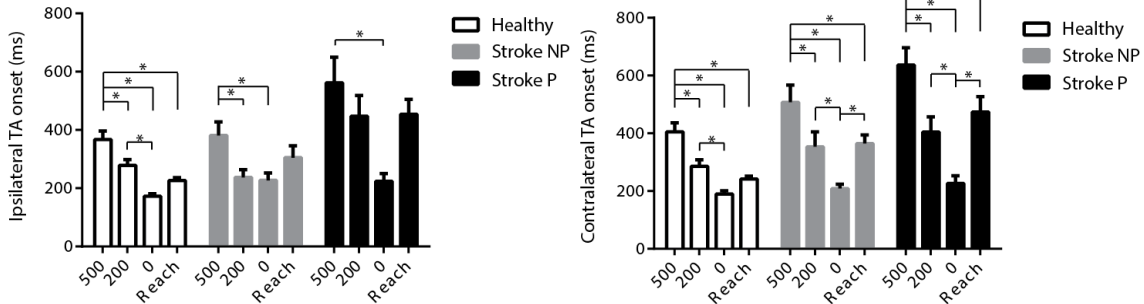 Ipsilateral TA onset (ms)
800
600
400
200
0
* * * *
* *
*
500 200 0 Reach 500 200 0 Reach 500 200 0 Reach
Healthy
Stroke NP
Stroke P
Contralateral TA onset (ms)
800
600
400
200
0
* * * *
* * * * *
* * * *
500 200 0 Reach 500 200 0 Reach 500 200 0 Reach
Healthy
Stroke NP
Stroke P